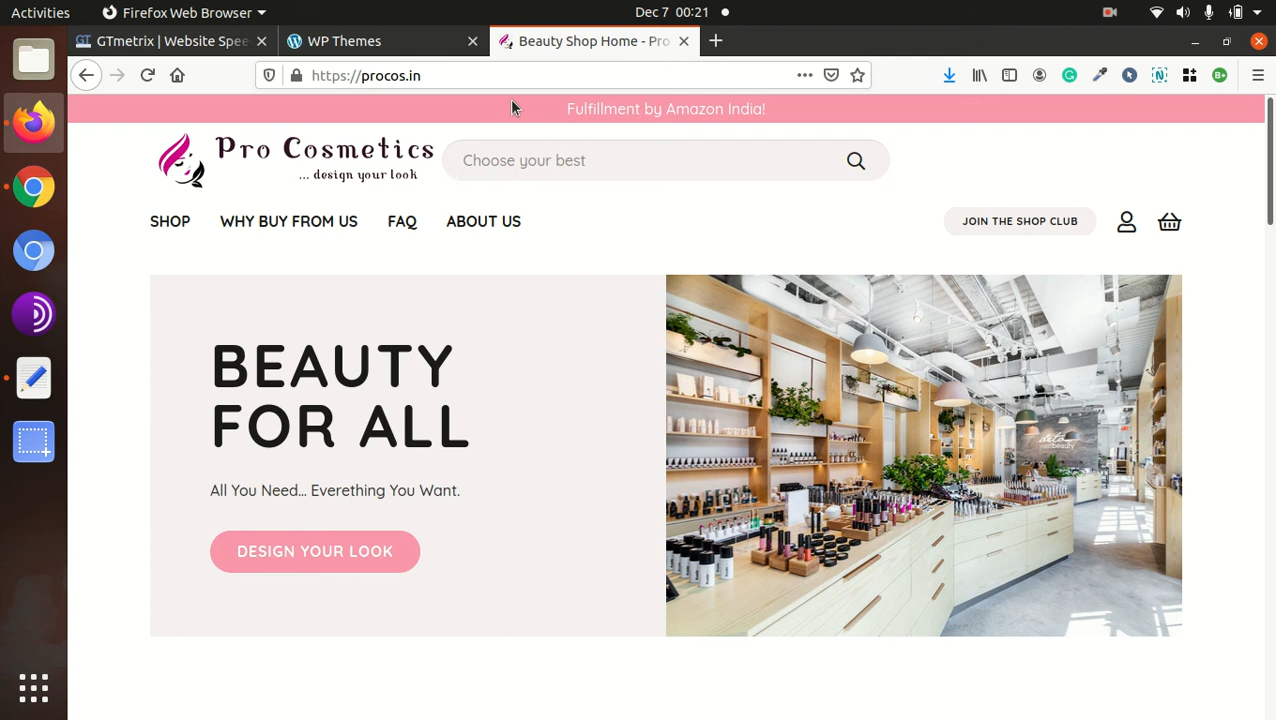 Activities
Firefox Web Browser
Dec 7 00:21
GTmetrix | Website Spee
WP Themes
Beauty Shop Home - Pro
https://procos.in
Fulfillment by Amazon India!
Pro Cosmetics
... design your look
Choose your best
SHOP
WHY BUY FROM US
FAQ
ABOUT US
JOIN THE SHOP CLUB
BEAUTY
FOR ALL
All You Need... Everething You Want.
DESIGN YOUR LOOK